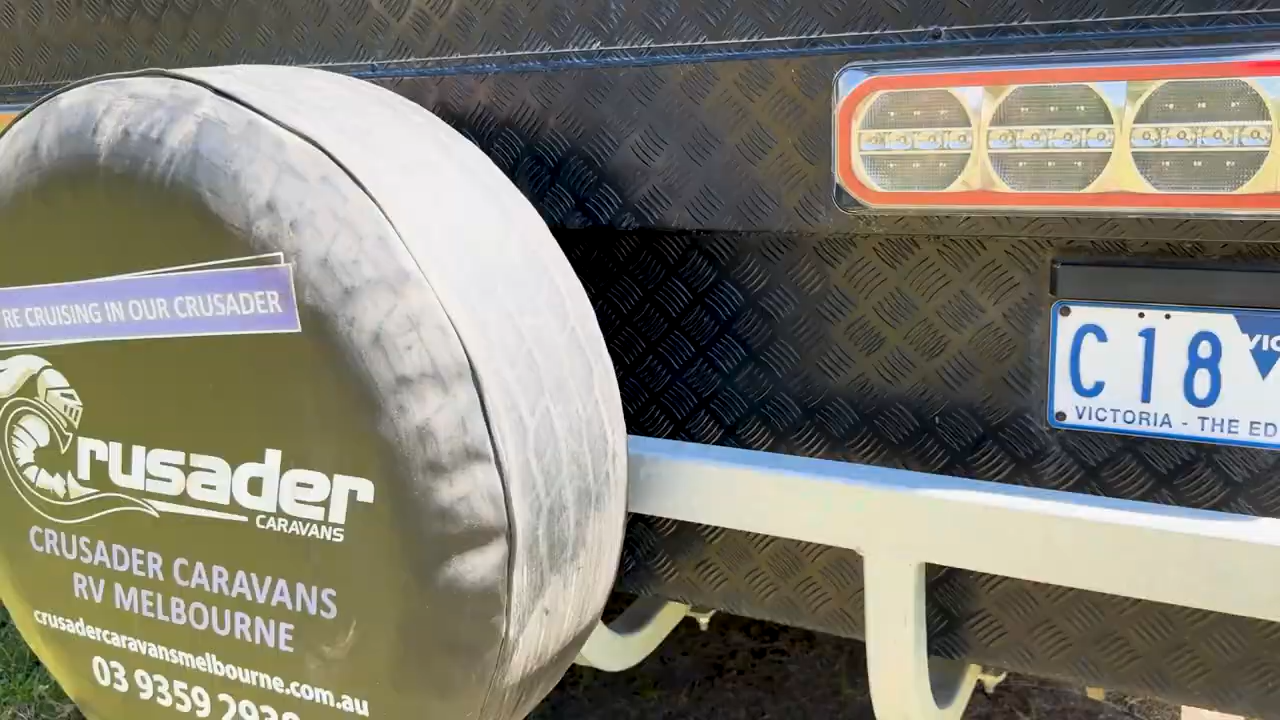 'RE CRUISING IN OUR CRUSADER
Crusader
CARAVANS
CRUSADER CARAVANS
RV MELBOURNE
crusadercaravansmelbourne.com.au
03 9359
C18
VIC
VICTORIA - THE ED